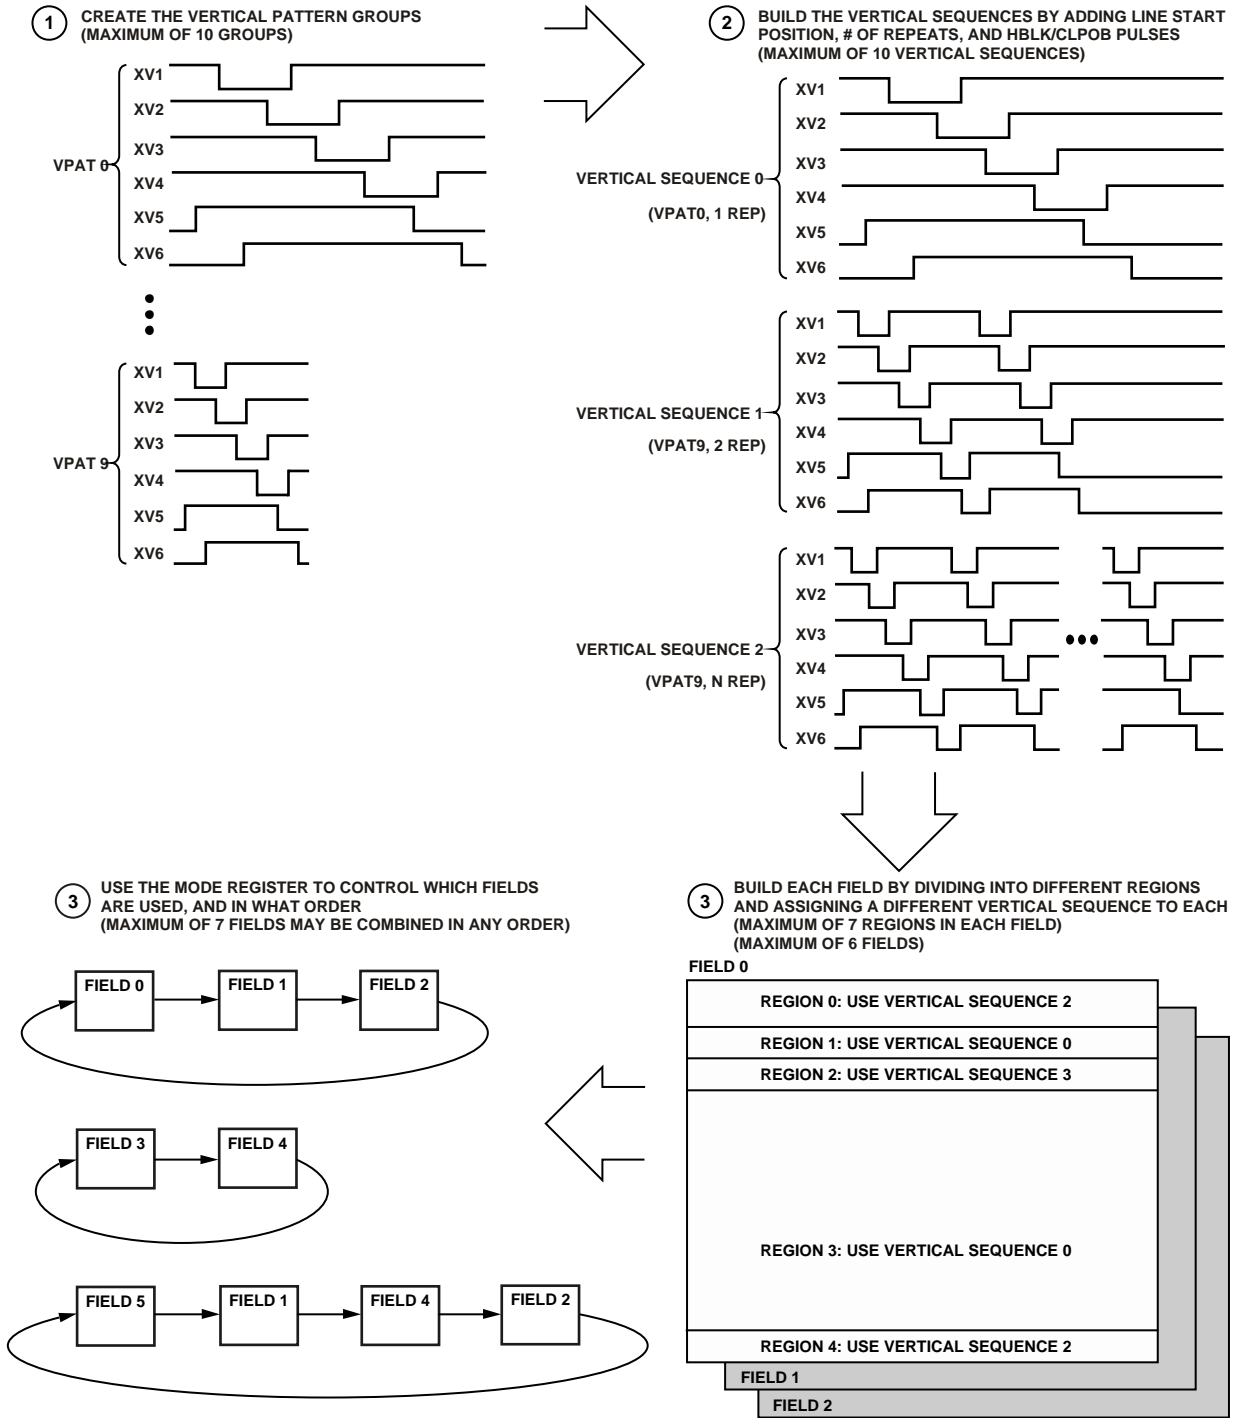 1
CREATE THE VERTICAL PATTERN GROUPS
(MAXIMUM OF 10 GROUPS)
VPAT 0
XV1
XV2
XV3
XV4
XV5
XV6
VPAT 9
XV1
XV2
XV3
XV4
XV5
XV6
2
BUILD THE VERTICAL SEQUENCES BY ADDING LINE START
POSITION, # OF REPEATS, AND HBLK/CLPOB PULSES
(MAXIMUM OF 10 VERTICAL SEQUENCES)
VERTICAL SEQUENCE 0
(VPAT0, 1 REP)
XV1
XV2
XV3
XV4
XV5
XV6
VERTICAL SEQUENCE 1
(VPAT9, 2 REP)
XV1
XV2
XV3
XV4
XV5
XV6
VERTICAL SEQUENCE 2
(VPAT9, N REP)
XV1
XV2
XV3
XV4
XV5
XV6
3
BUILD EACH FIELD BY DIVIDING INTO DIFFERENT REGIONS
AND ASSIGNING A DIFFERENT VERTICAL SEQUENCE TO EACH
(MAXIMUM OF 7 REGIONS IN EACH FIELD)
(MAXIMUM OF 6 FIELDS)
FIELD 0
REGION 0: USE VERTICAL SEQUENCE 2
REGION 1: USE VERTICAL SEQUENCE 0
REGION 2: USE VERTICAL SEQUENCE 3
REGION 3: USE VERTICAL SEQUENCE 0
REGION 4: USE VERTICAL SEQUENCE 2
FIELD 1
FIELD 2
3
USE THE MODE REGISTER TO CONTROL WHICH FIELDS
ARE USED, AND IN WHAT ORDER
(MAXIMUM OF 7 FIELDS MAY BE COMBINED IN ANY ORDER)
FIELD 0
FIELD 1
FIELD 2
FIELD 3
FIELD 4
FIELD 5
FIELD 1
FIELD 4
FIELD 2